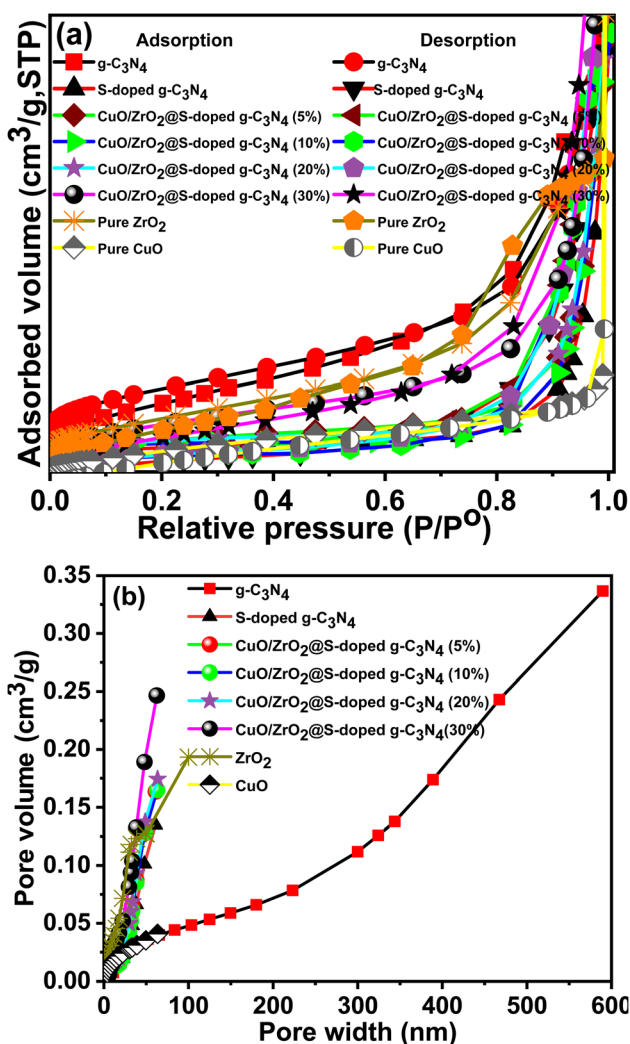 (a)
Adsorption Desorption
g-C3N4 g-C3N4
S-doped g-C3N4 S-doped g-C3N4
CuO/ZrO2@S-doped g-C3N4 (5%) CuO/ZrO2@S-doped g-C3N4 (5%)
CuO/ZrO2@S-doped g-C3N4 (10%) CuO/ZrO2@S-doped g-C3N4 (10%)
CuO/ZrO2@S-doped g-C3N4 (20%) CuO/ZrO2@S-doped g-C3N4 (20%)
CuO/ZrO2@S-doped g-C3N4 (30%) CuO/ZrO2@S-doped g-C3N4 (30%)
Pure ZrO2 Pure ZrO2
Pure CuO Pure CuO
Adsorbed volume (cm3/g,STP)
0.0 0.2 0.4 0.6 0.8 1.0
Relative pressure (P/PO)
(b)
g-C3N4
S-doped g-C3N4
CuO/ZrO2@S-doped g-C3N4 (5%)
CuO/ZrO2@S-doped g-C3N4 (10%)
CuO/ZrO2@S-doped g-C3N4 (20%)
CuO/ZrO2@S-doped g-C3N4(30%)
ZrO2
CuO
Pore volume (cm3/g)
0.35
0.30
0.25
0.20
0.15
0.10
0.05
0.00
0 100 200 300 400 500 600
Pore width (nm)